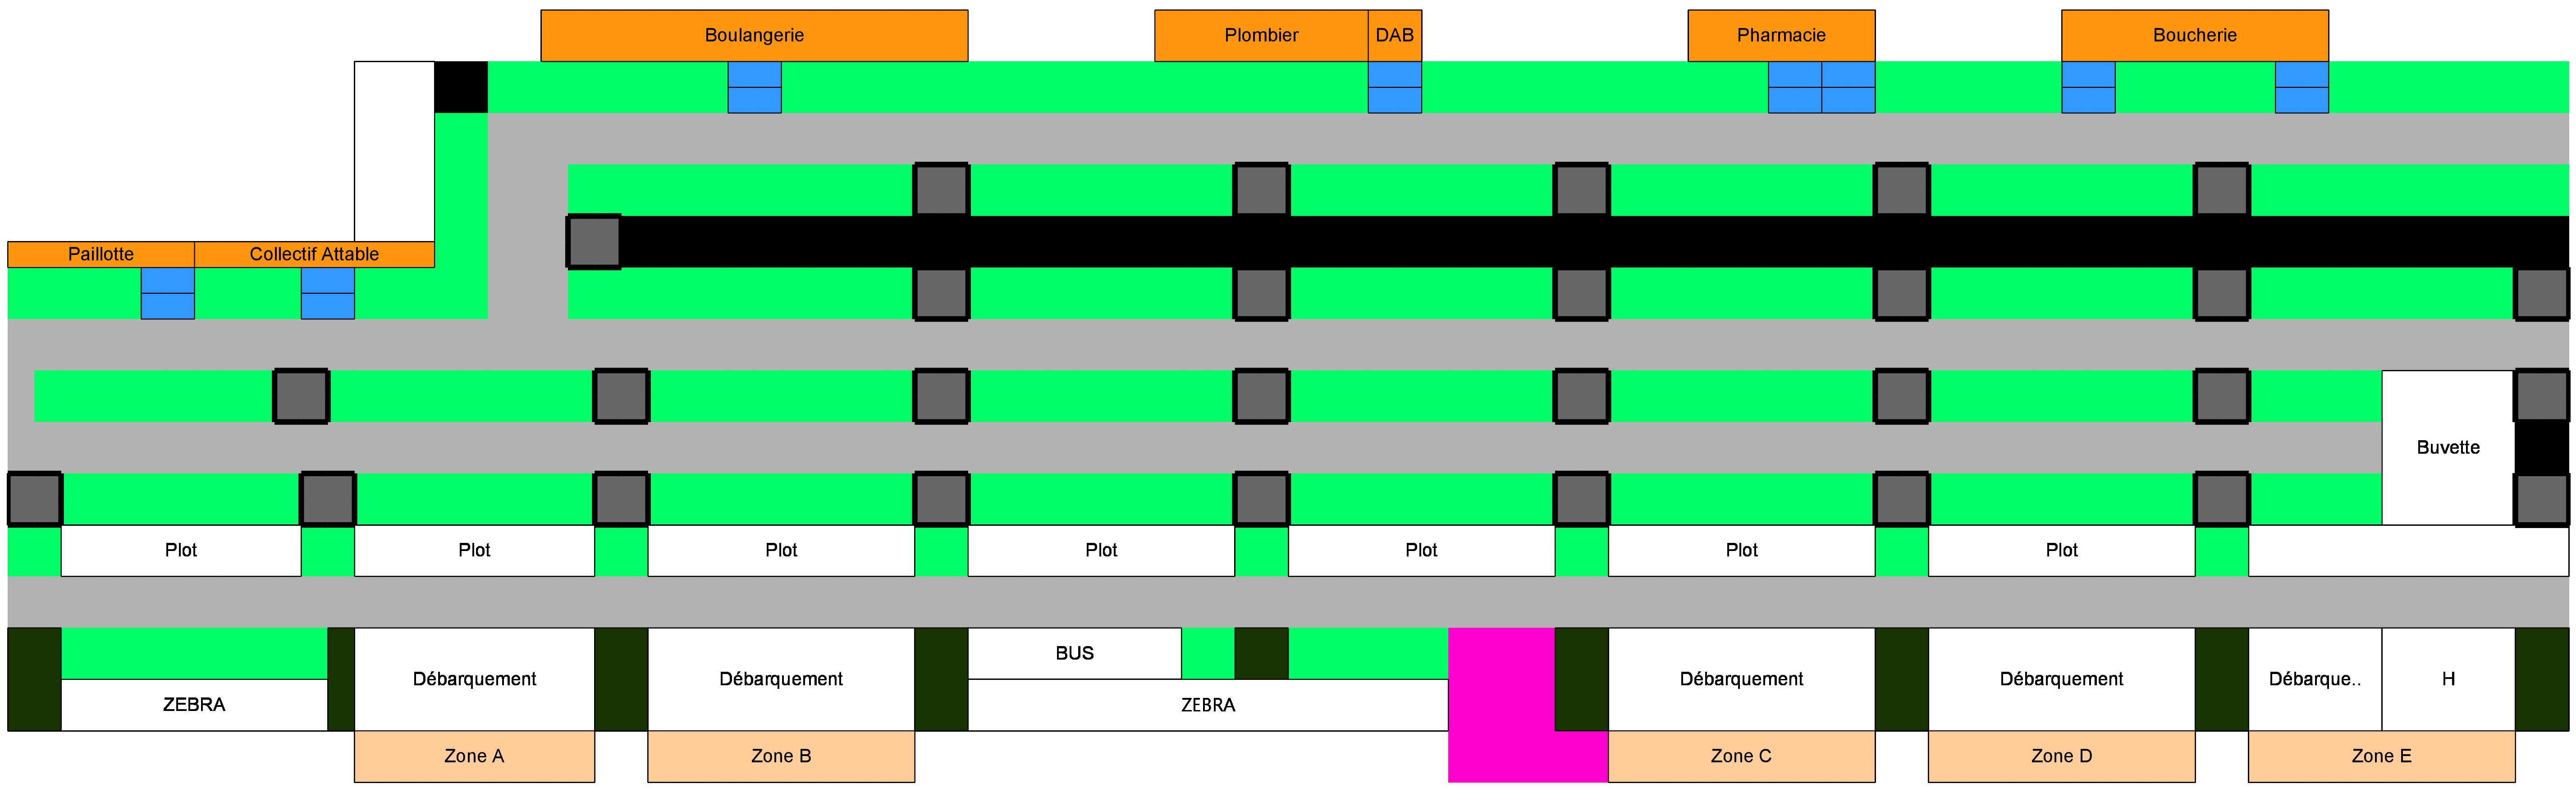 Boulangerie
Plombier
DAB
Pharmacie
Boucherie
Paillotte
Collectif Attable
Buvette
Plot
Plot
Plot
Plot
Plot
Plot
Plot
BUS
Débarquement
Débarquement
Débarquement
Débarquement
Débarque..
H
ZEBRA
ZEBRA
Zone A
Zone B
Zone C
Zone D
Zone E